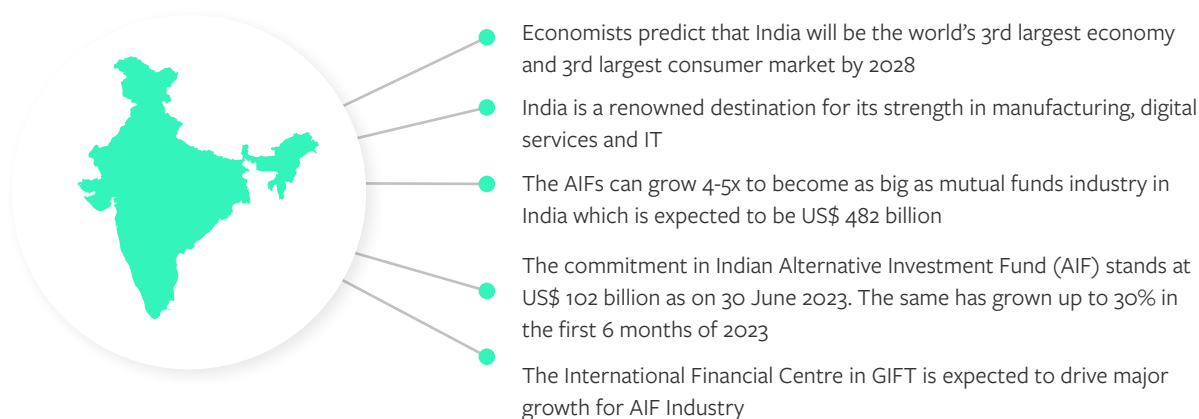 Economists predict that India will be the world's 3rd largest economy
and 3rd largest consumer market by 2028
India is a renowned destination for its strength in manufacturing, digital
services and IT
The AIFs can grow 4-5x to become as big as mutual funds industry in
India which is expected to be US$ 482 billion
The commitment in Indian Alternative Investment Fund (AIF) stands at
US$ 102 billion as on 30 June 2023. The same has grown up to 30% in
the first 6 months of 2023
The International Financial Centre in GIFT is expected to drive major
growth for AIF Industry